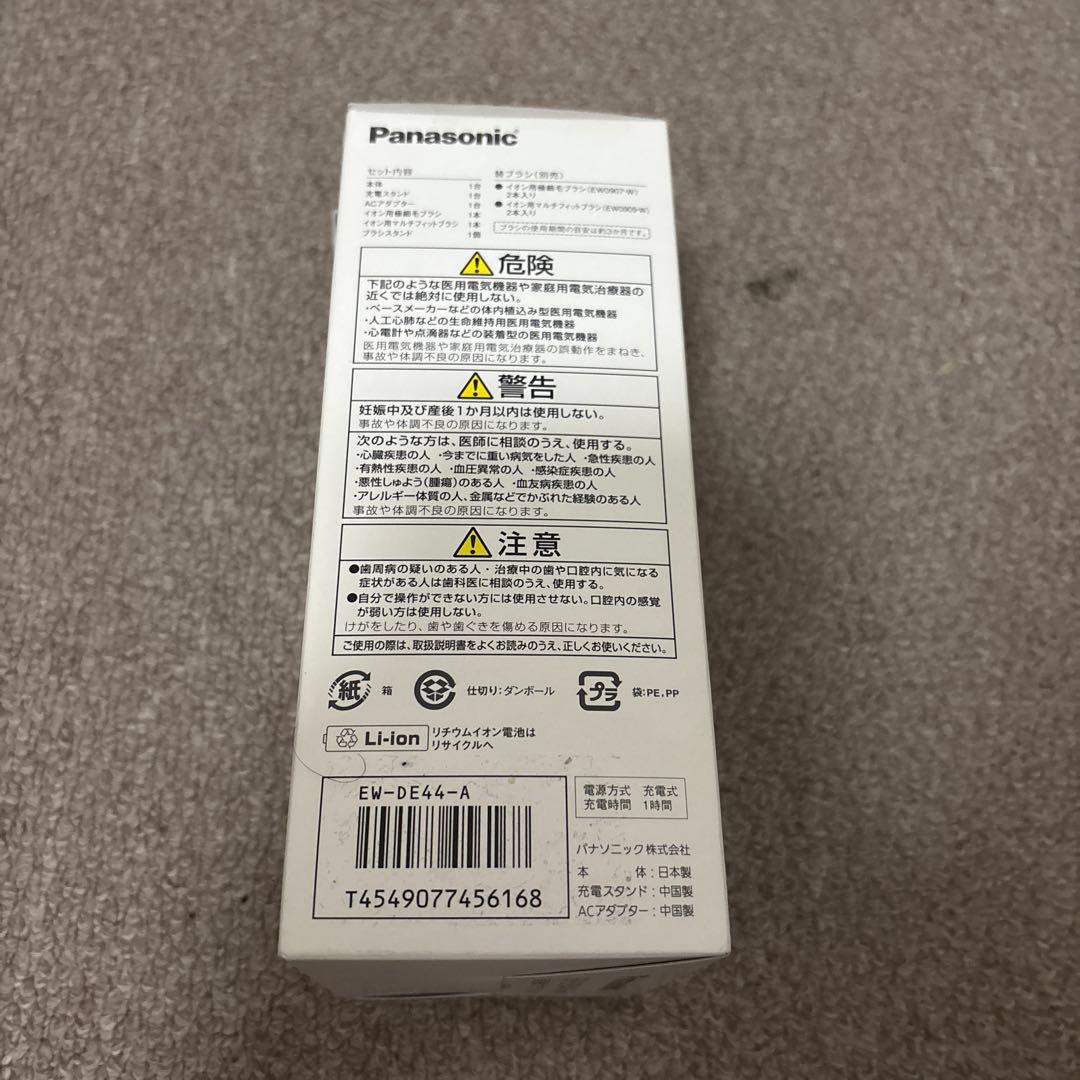 Panasonic
セット内容
本体 1台
充電スタンド 1台
ACアダプター 1台
イオン用極細毛ブラシ 1本
イオン用マルチフィットブラシ 1本
ブラシスタンド 1個
替ブラシ(別売)
● イオン用極細毛ブラシ(EW0907-W)
2本入り
● イオン用マルチフィットブラシ(EW0909-W)
2本入り
ブラシの使用期間の目安は約3か月です。
危険
下記のような医用電気機器や家庭用電気治療器の
近くでは絶対に使用しない。
・ペースメーカーなどの体内植込み型医用電気機器
・人工心肺などの生命維持用医用電気機器
・心電計や点滴器などの装着型の医用電気機器
医用電気機器や家庭用電気治療器の誤動作をまねき、
事故や体調不良の原因になります。
警告
妊娠中及び産後1か月以内は使用しない。
事故や体調不良の原因になります。
次のような方は、医師に相談のうえ、使用する。
・心臓疾患の人 ・今までに重い病気をした人 ・急性疾患の人
・有熱性疾患の人 ・血圧異常の人 ・感染症疾患の人
・悪性しゅよう(腫瘍)のある人 ・血友病疾患の人
・アレルギー体質の人、金属などでかぶれた経験のある人
事故や体調不良の原因になります。
注意
●歯周病の疑いのある人・治療中の歯や口腔内に気になる
症状がある人は歯科医に相談のうえ、使用する。
●自分で操作ができない方には使用させない。口腔内の感覚
が弱い方は使用しない。
けがをしたり、歯や歯ぐきを傷める原因になります。
ご使用の際は、取扱説明書をよくお読みのうえ、正しくお使いください。
紙 箱 仕切り:ダンボール プラ 袋:PE,PP
Li-ion リチウムイオン電池は
リサイクルへ
EW-DE44-A
T4549077456168
電源方式 充電式
充電時間 1時間
パナソニック株式会社
本 体:日本製
充電スタンド:中国製
ACアダプター:中国製